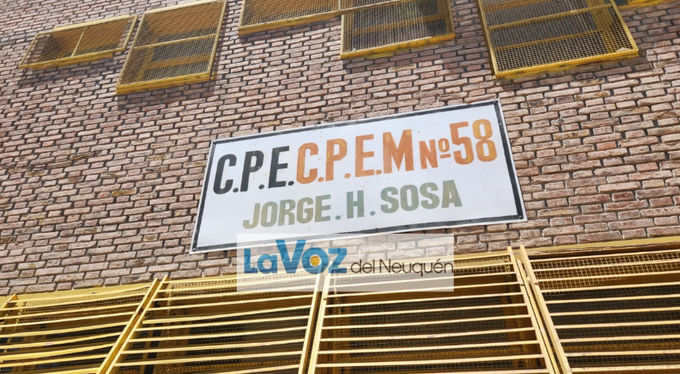 C.P.E.C.P.E.M Nº58
JORGE.H.SOSA
LaVoz del Neuquén